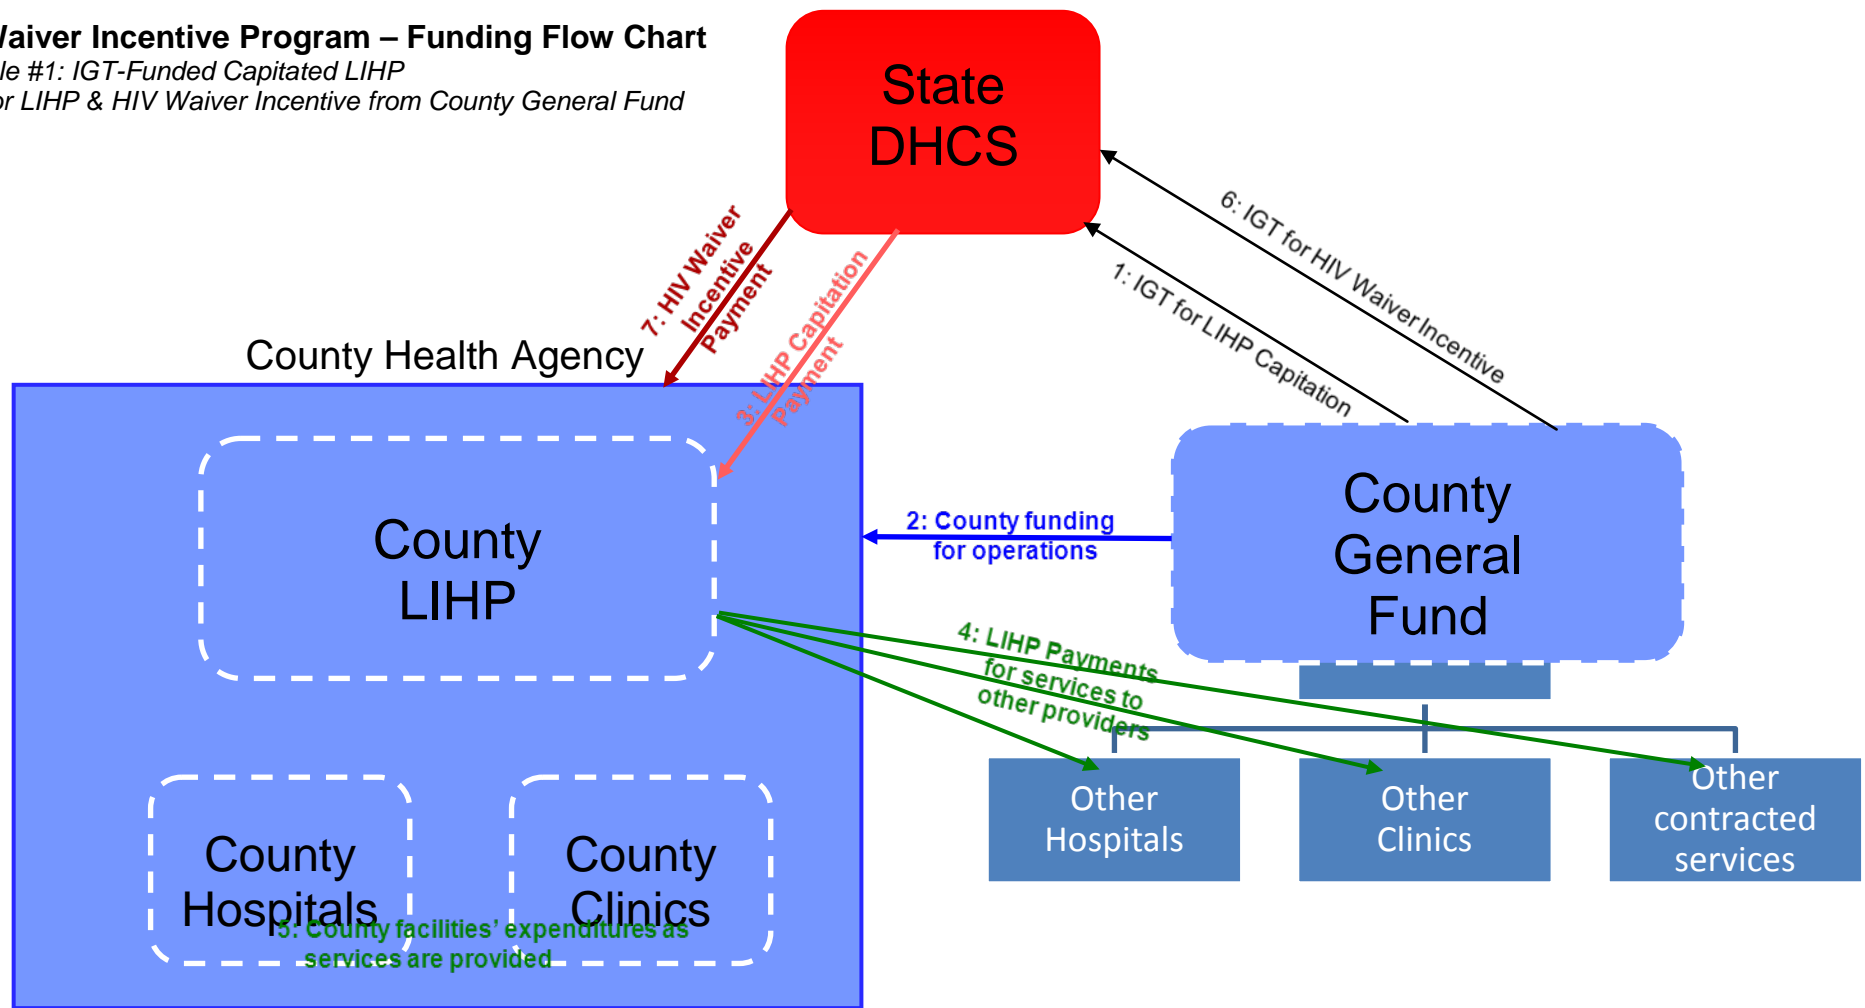 Waiver Incentive Program – Funding Flow Chart
le #1: IGT-Funded Capitated LIHP
or LIHP & HIV Waiver Incentive from County General Fund
State
DHCS
6: IGT for HIV Waiver Incentive
1: IGT for LIHP Capitation
7: HIV Waiver
Incentive
Payment
3: LIHP Capitation
Payment
County Health Agency
County
LIHP
2: County funding
for operations
County
General
Fund
4: LIHP Payments
for services to
other providers
Other
Hospitals
Other
Clinics
Other
contracted
services
County
Hospitals
County
Clinics
5: County facilities’ expenditures as
services are provided